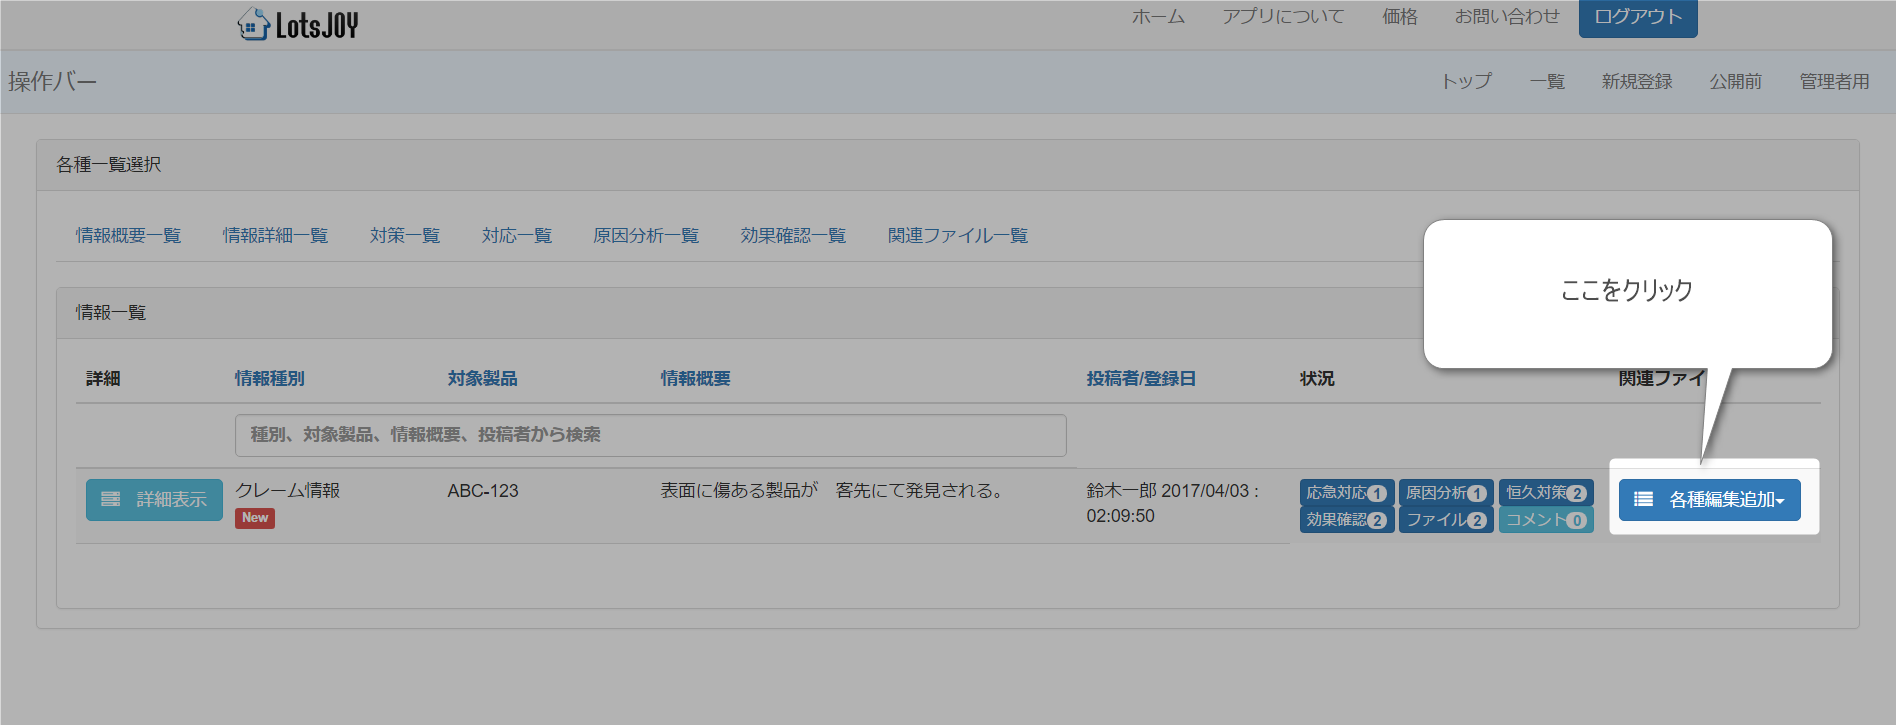 LotsJOY
ホーム アプリについて 価格 お問い合わせ ログアウト
操作バー トップ 一覧 新規登録 公開前 管理者用
各種一覧選択
情報概要一覧 情報詳細一覧 対策一覧 対応一覧 原因分析一覧 効果確認一覧 関連ファイル一覧
ここをクリック
情報一覧
詳細 情報種別 対象製品 情報概要 投稿者/登録日 状況 関連ファイ
種別、対象製品、情報概要、投稿者から検索
詳細表示 クレーム情報 ABC-123 表面に傷ある製品が　客先にて発見される。 鈴木一郎 2017/04/03 : 応急対応1 原因分析1 恒久対策2 各種編集追加
New 02:09:50 効果確認2 ファイル2 コメント0